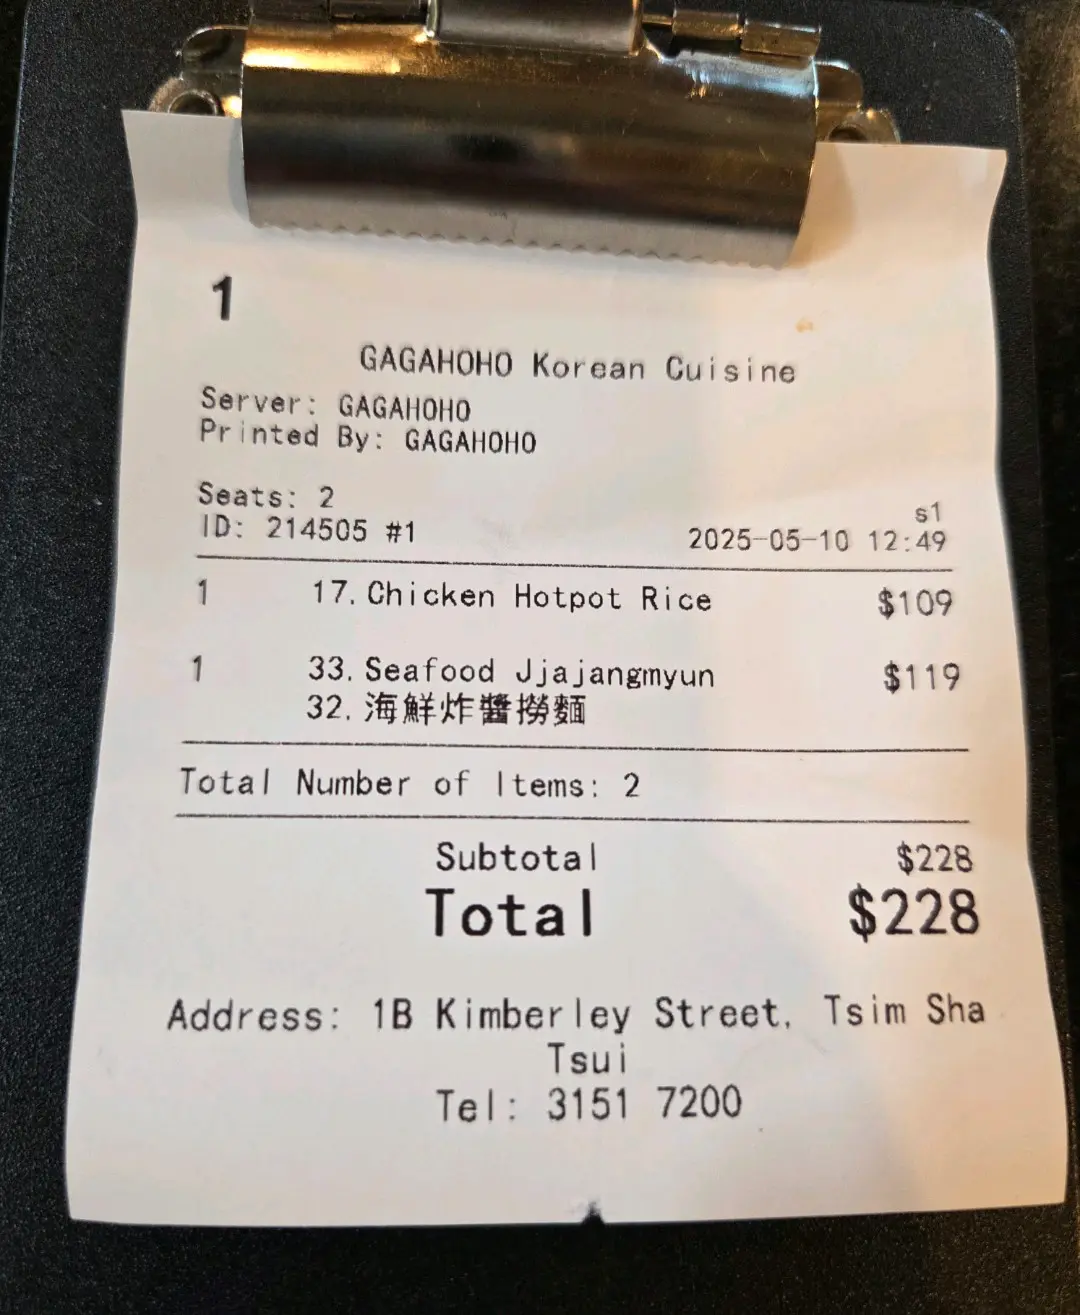 1
GAGAHOHO Korean Cuisine
Server: GAGAHOHO
Printed By: GAGAHOHO
Seats: 2
s1
ID: 214505 #1 2025-05-10 12:49
1 17. Chicken Hotpot Rice $109
1 33. Seafood Jjajangmyun $119
32. 海鮮炸醬撈麵
Total Number of Items: 2
Subtotal $228
Total $228
Address: 1B Kimberley Street, Tsim Sha
Tsui
Tel: 3151 7200